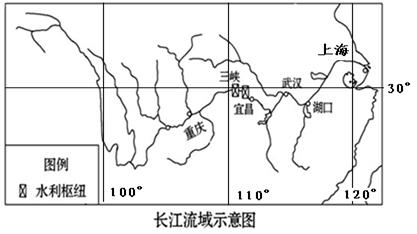 上海
三峡
武汉
30°
宜昌
湖口
重庆
图例
水利枢纽
100°
110°
120°
长江流域示意图